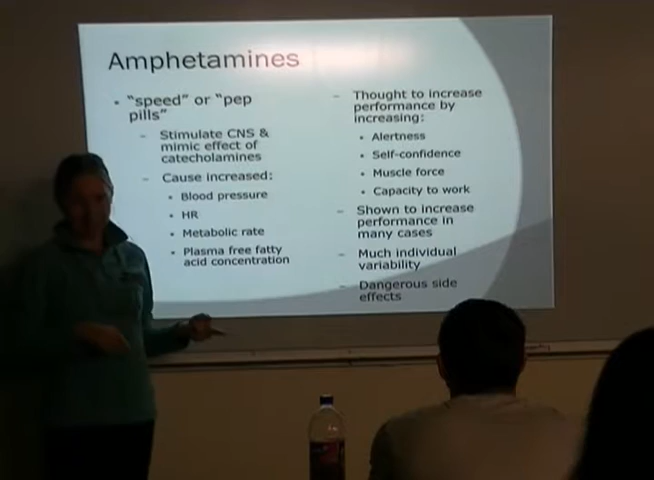 Amphetamines
• "speed" or "pep
pills"
– Stimulate CNS &
mimic effect of
catecholamines
– Cause increased:
• Blood pressure
• HR
• Metabolic rate
• Plasma free fatty
acid concentration
– Thought to increase
performance by
increasing:
• Alertness
• Self-confidence
• Muscle force
• Capacity to work
– Shown to increase
performance in
many cases
– Much individual
variability
– Dangerous side
effects